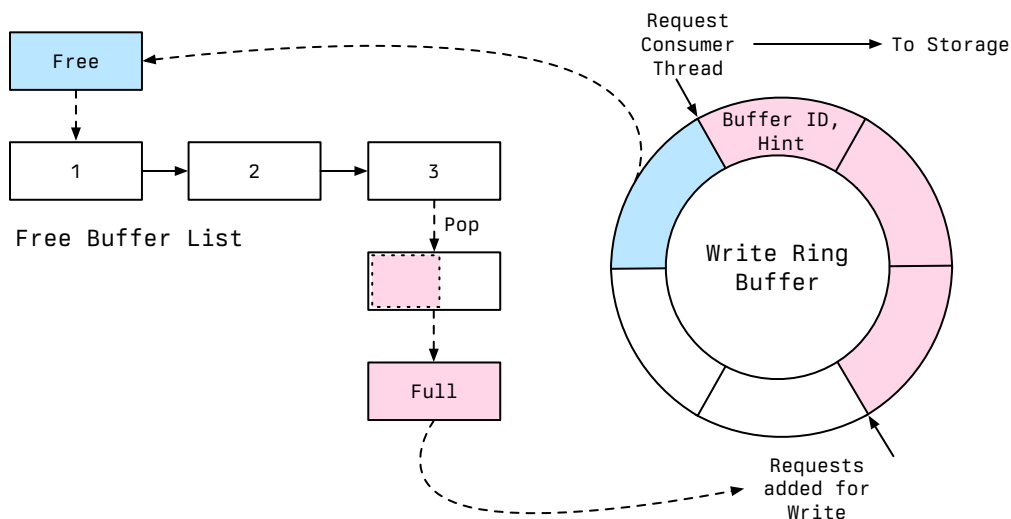 Free
1
2
3
Free Buffer List
Pop
Full
Request
Consumer
Thread
To Storage
Buffer ID,
Hint
Write Ring
Buffer
Requests
added for
Write